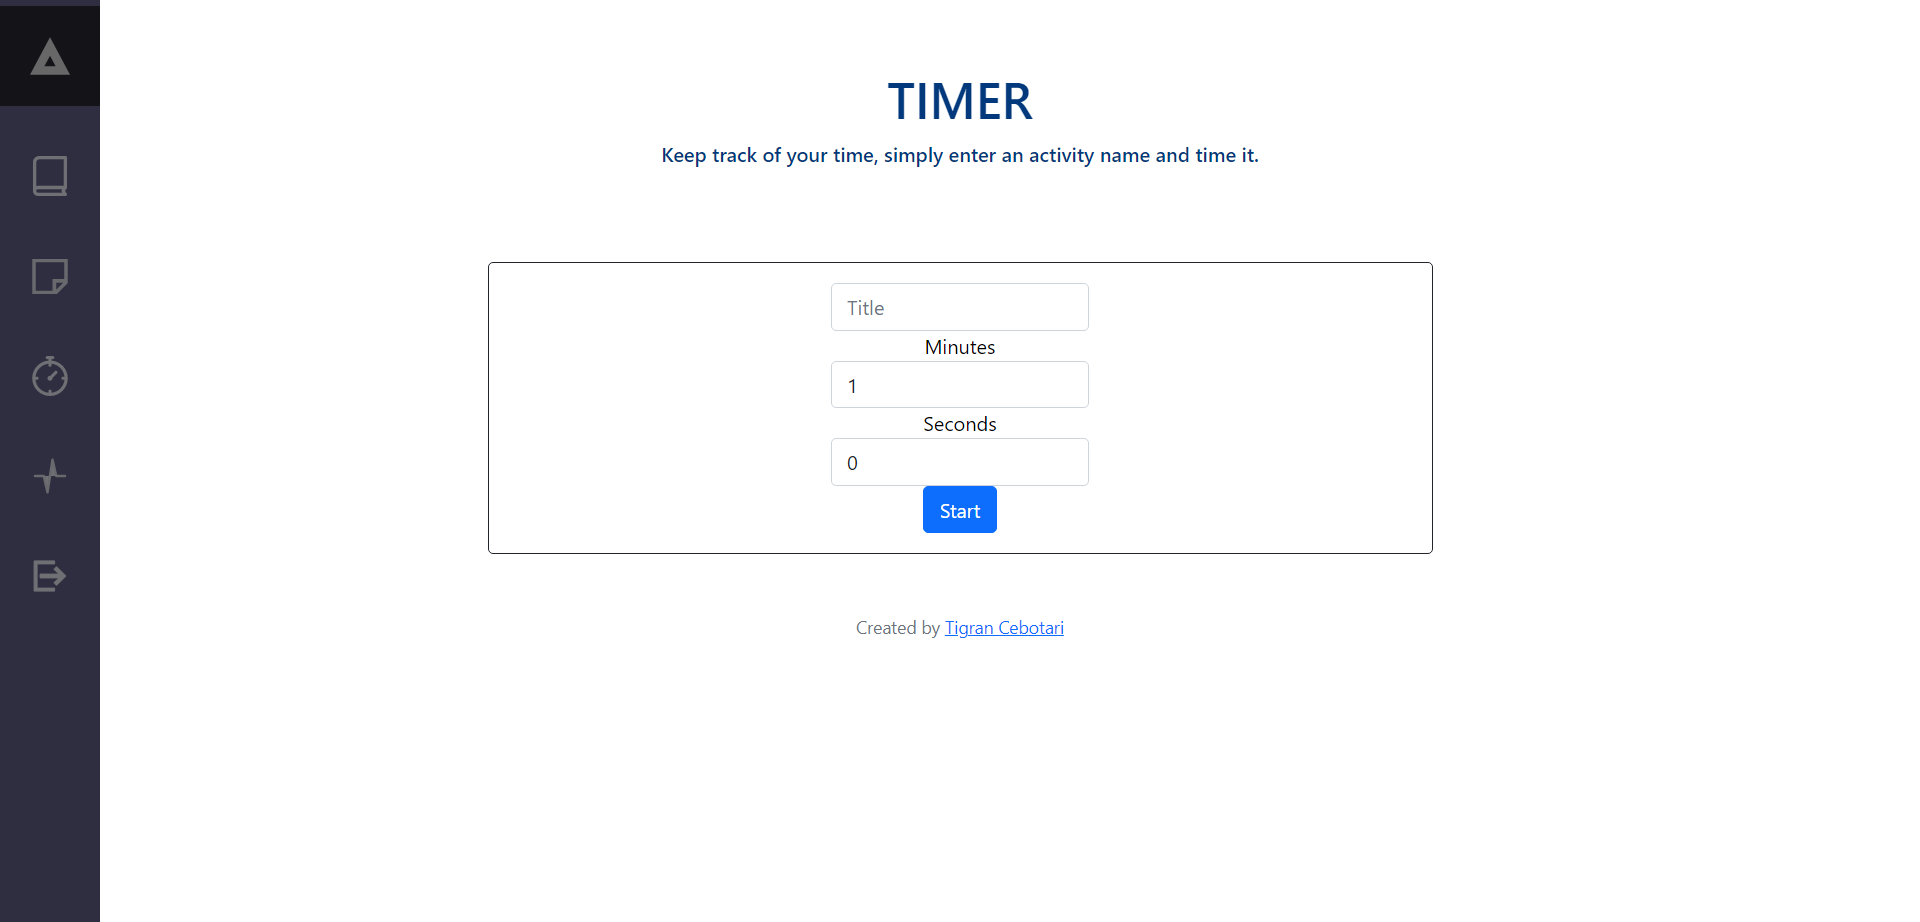 TIMER
Keep track of your time, simply enter an activity name and time it.
Title
Minutes
1
Seconds
0
Start
Created by Tigran Cebotari